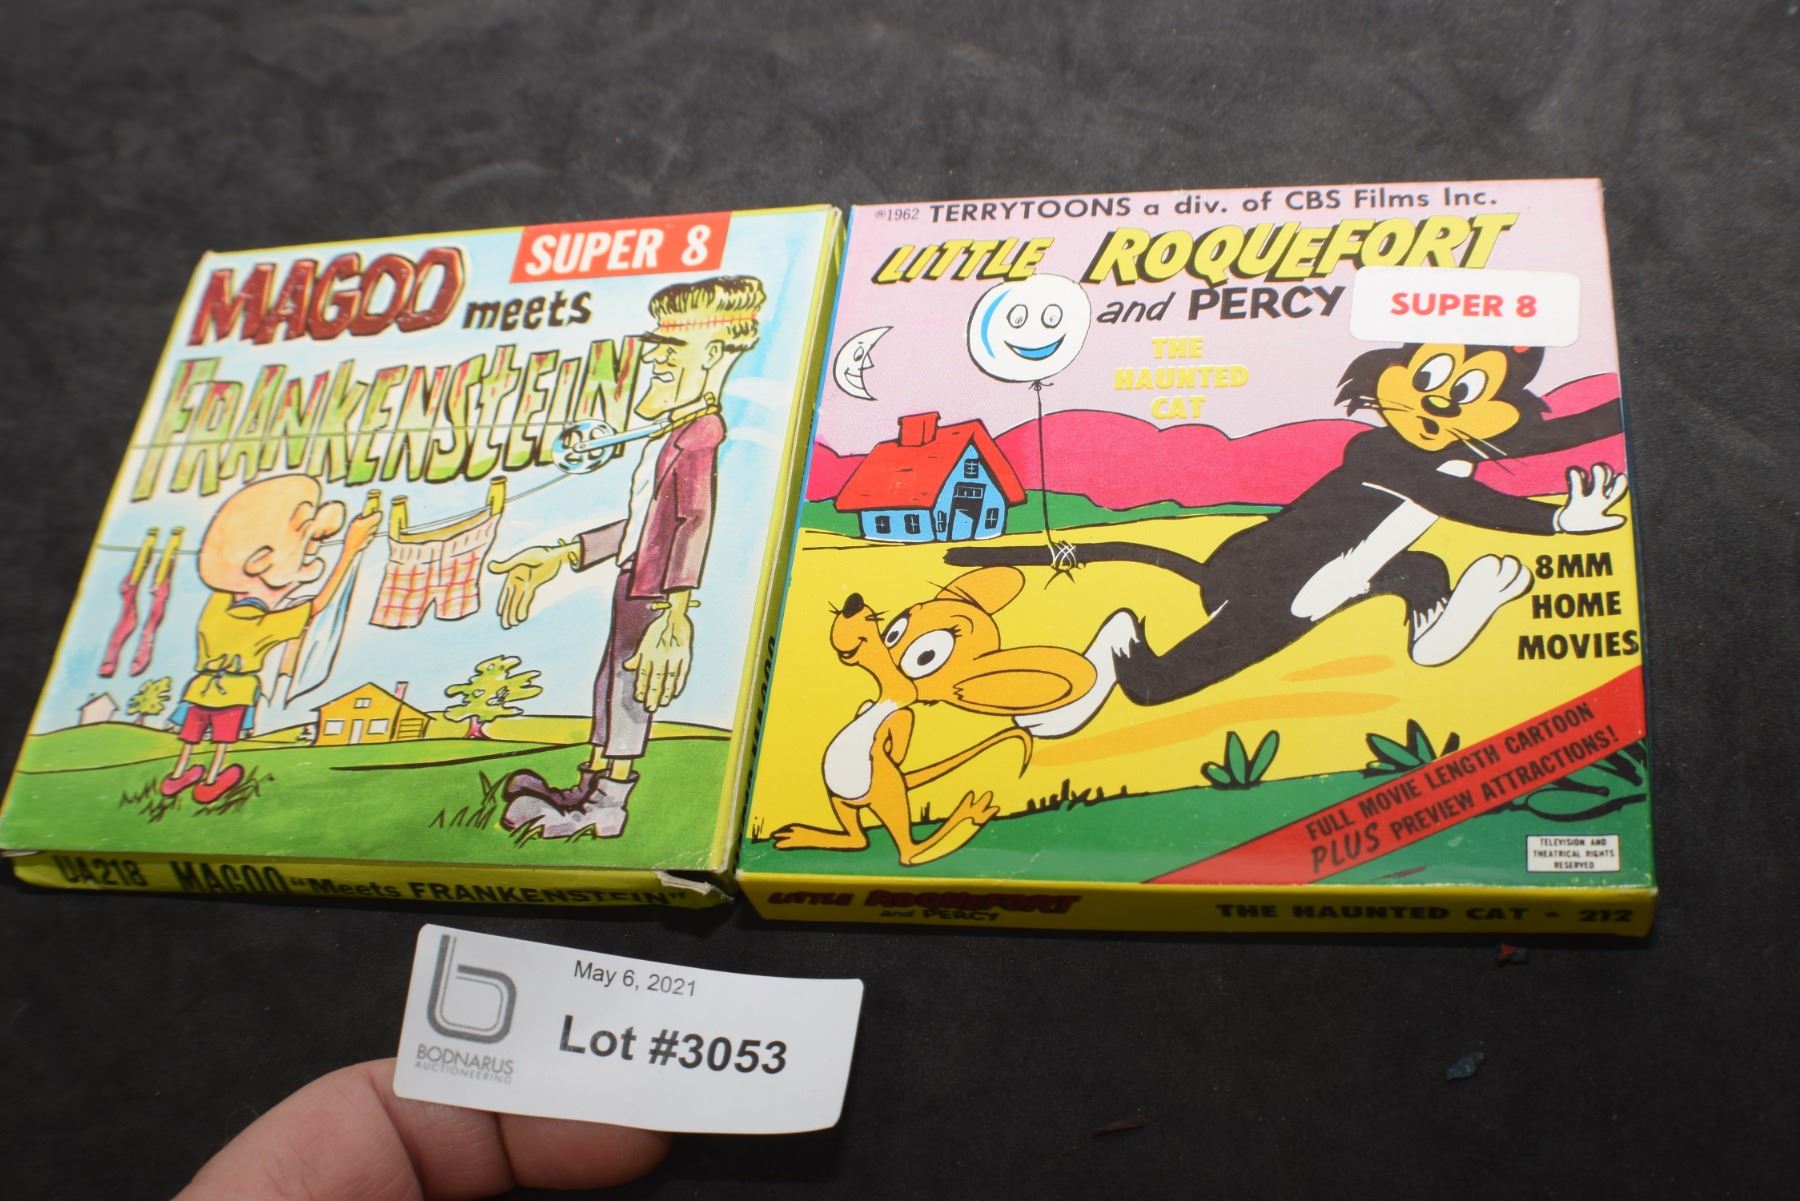 MAGOO meets
SUPER 8
FRANKENSTEIN
UA218 MAGOO "Meets FRANKENSTEIN"
®1962 TERRYTOONS a div. of CBS Films Inc.
LITTLE ROQUEFORT
and PERCY
SUPER 8
THE
HAUNTED
CAT
8MM
HOME
MOVIES
FULL MOVIE LENGTH CARTOON
PLUS PREVIEW ATTRACTIONS!
TELEVISION AND
THEATRICAL RIGHTS
RESERVED
LITTLE ROQUEFORT
and PERCY
THE HAUNTED CAT * 212
May 6, 2021
Lot #3053
BODNARUS
AUCTIONEERING